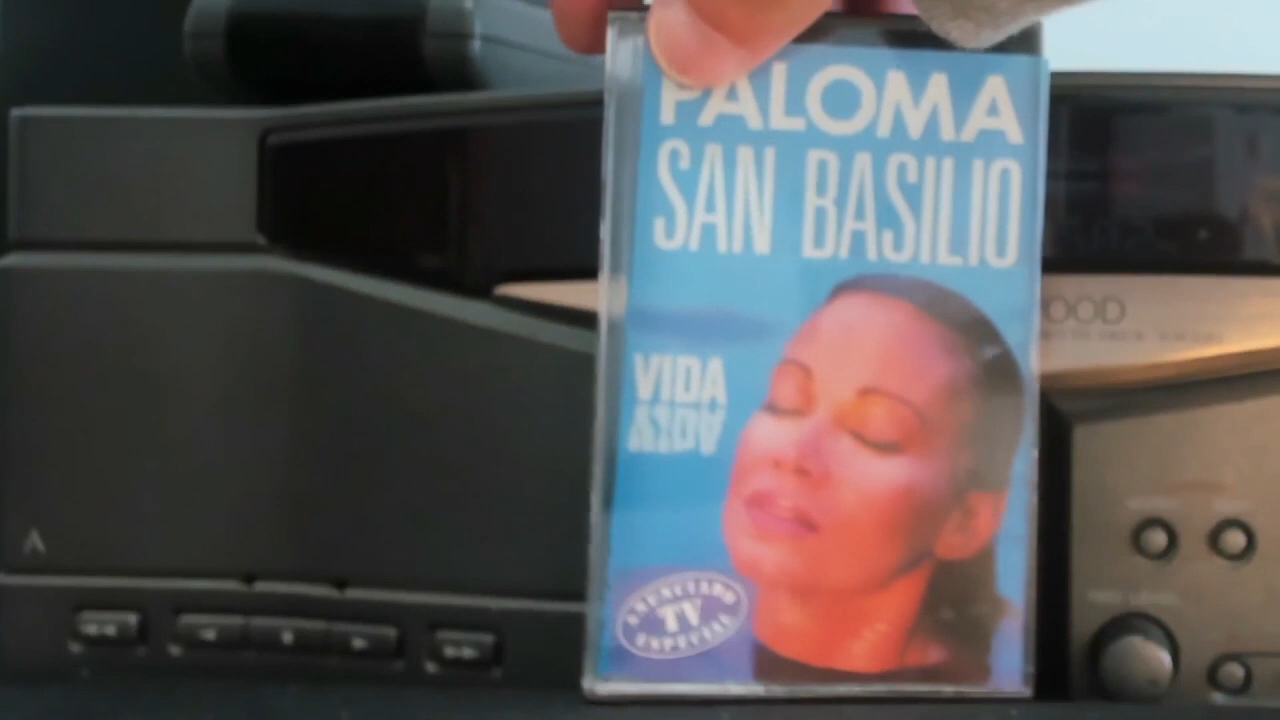 PALOMA
SAN BASILIO
VIDA
VIDA
ANUNCIADO
TV
ESPECIAL
OOD
A